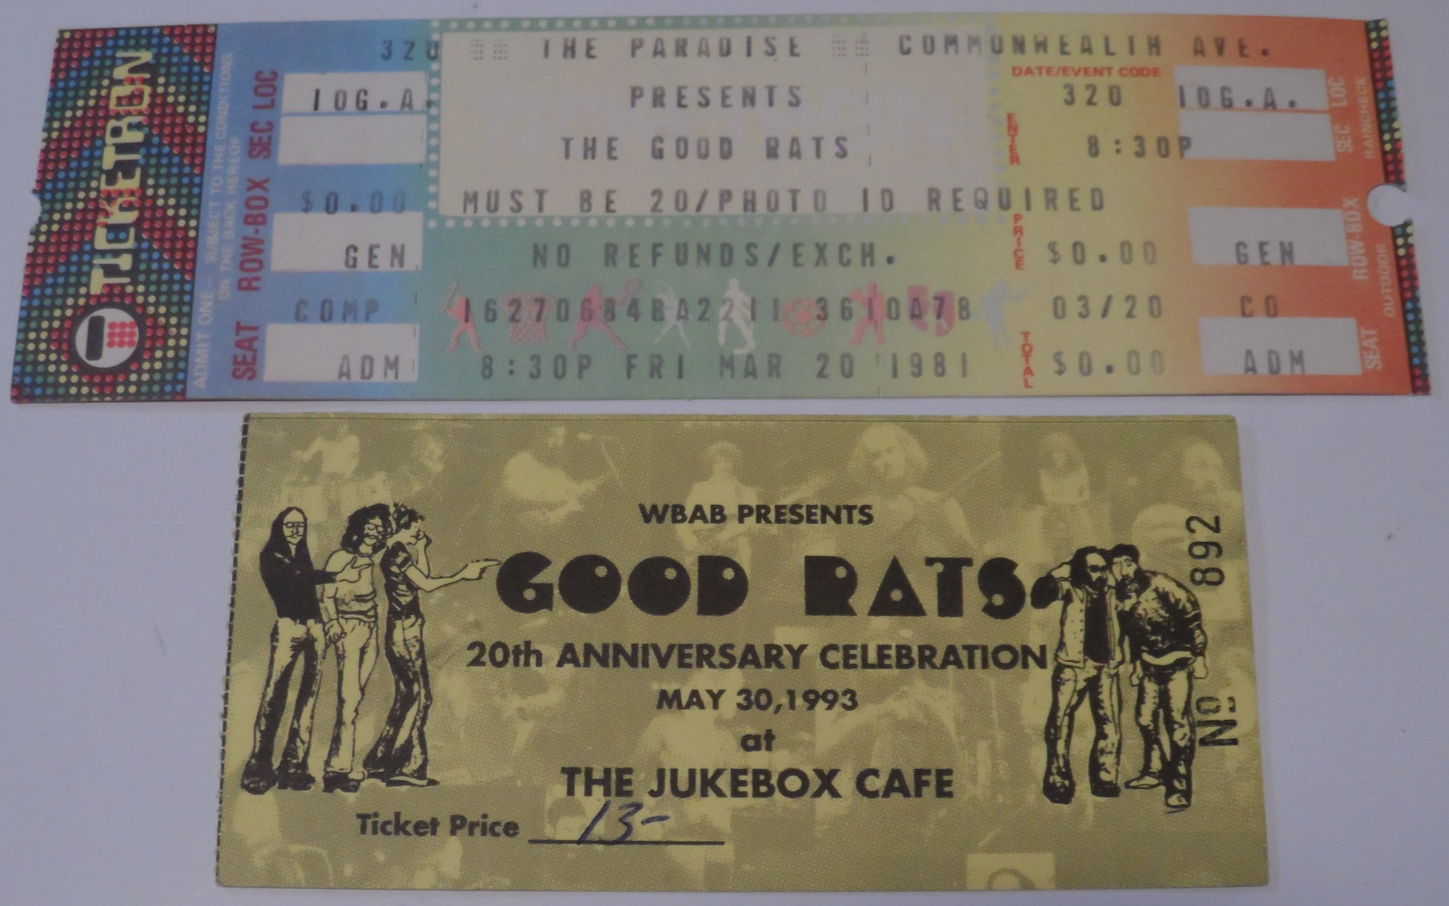 TICKETRON
ADMIT ONE - SUBJECT TO THE CONDITIONS
ON THE BACK HEREOF
SEAT ROW-BOX SEC LOC
320 THE PARADISE COMMONWEALTH AVE.
DATE/EVENT CODE
10G.A. PRESENTS 320 10G.A.
ENTER
THE GOOD RATS 8:30P
$0.00 MUST BE 20/PHOTO ID REQUIRED
PRICE
GEN NO REFUNDS/EXCH. $0.00 GEN
COMP 162706848A2211 3610A78 03/20 CO
TOTAL
ADM 8:30P FRI MAR 20 1981 $0.00 ADM
SEAT ROW-BOX SEC LOC
OUTDOOR RAINCHECK
WBAB PRESENTS
GOOD RATS
20th ANNIVERSARY CELEBRATION
MAY 30,1993
at
THE JUKEBOX CAFE
Ticket Price 13-
No 892